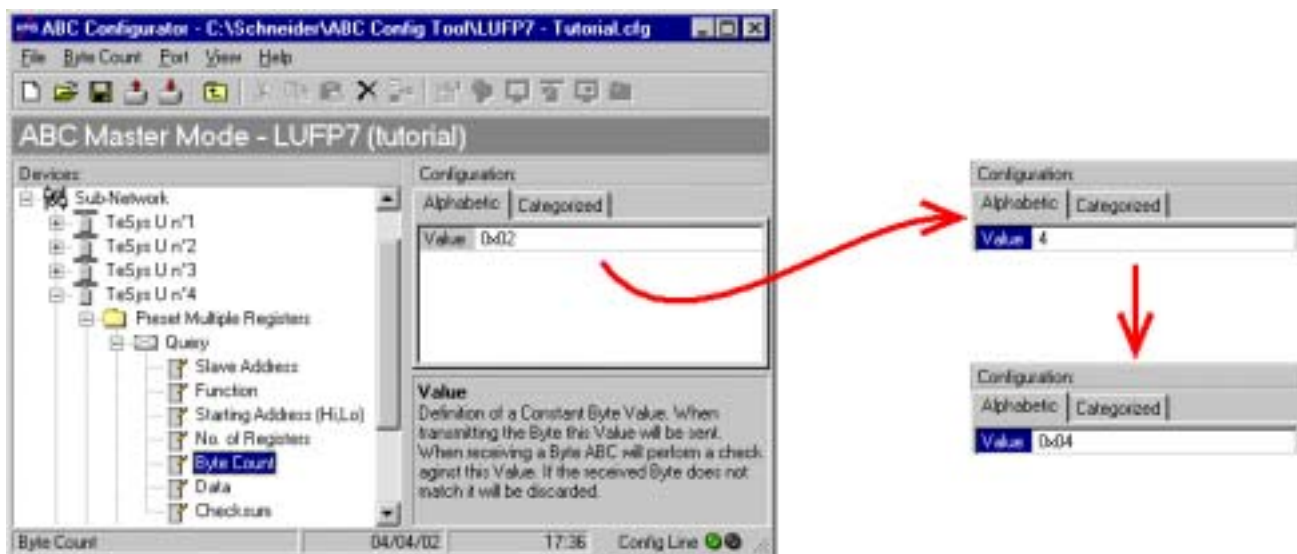 ABC Configurator - C:\Schneider\ABC Config Tool\LUFP7 - Tutorial.cfg
File Byte Count Port View Help
ABC Master Mode - LUFP7 (tutorial)
Devices:
Sub-Network
TeSys U n°1
TeSys U n°2
TeSys U n°3
TeSys U n°4
Preset Multiple Registers
Query
Slave Address
Function
Starting Address (Hi,Lo)
No. of Registers
Byte Count
Data
Checksum
Configuration:
Alphabetic Categorized
Value 0x02
Value
Definition of a Constant Byte Value. When
transmitting the Byte this Value will be sent.
When receiving a Byte ABC will perform a check
aginst this Value. If the received Byte does not
match it will be discarded.
Byte Count 04/04/02 17:36 Config Line
Configuration:
Alphabetic Categorized
Value 4
Configuration:
Alphabetic Categorized
Value 0x04